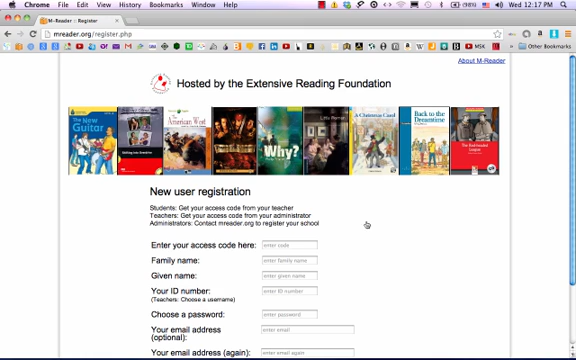 Chrome File Edit View History Bookmarks Window Help
Wed 12:17 PM
M-Reader :: Register
mreader.org/register.php
MSK
Other Bookmarks
About M-Reader
Hosted by the Extensive Reading Foundation
The New Guitar
American West
Why?
Little Women
A Christmas Carol
Back to the Dreamtime
New user registration
Students: Get your access code from your teacher
Teachers: Get your access code from your administrator
Administrators: Contact mreader.org to register your school
Enter your access code here: enter code
Family name: enter family name
Given name: enter given name
Your ID number: enter ID number
(Teachers: Choose a username)
Choose a password: enter password
Your email address enter email
(optional):
Your email address (again): enter email again